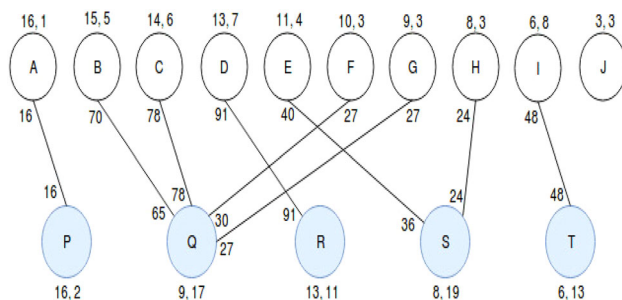 16, 1 15, 5 14, 6 13, 7 11, 4 10, 3 9, 3 8, 3 6, 8 3, 3
A B C D E F G H I J
16 70 78 91 40 27 27 24 48
16 65 78 30 27 91 36 24 48
P Q R S T
16, 2 9, 17 13, 11 8, 19 6, 13